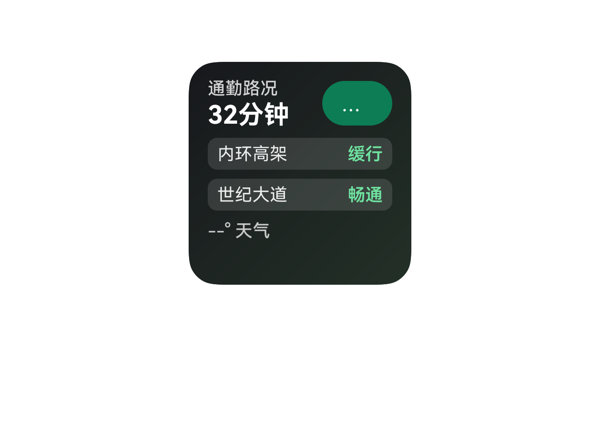 通勤路况
32分钟
...
内环高架 缓行
世纪大道 畅通
--° 天气